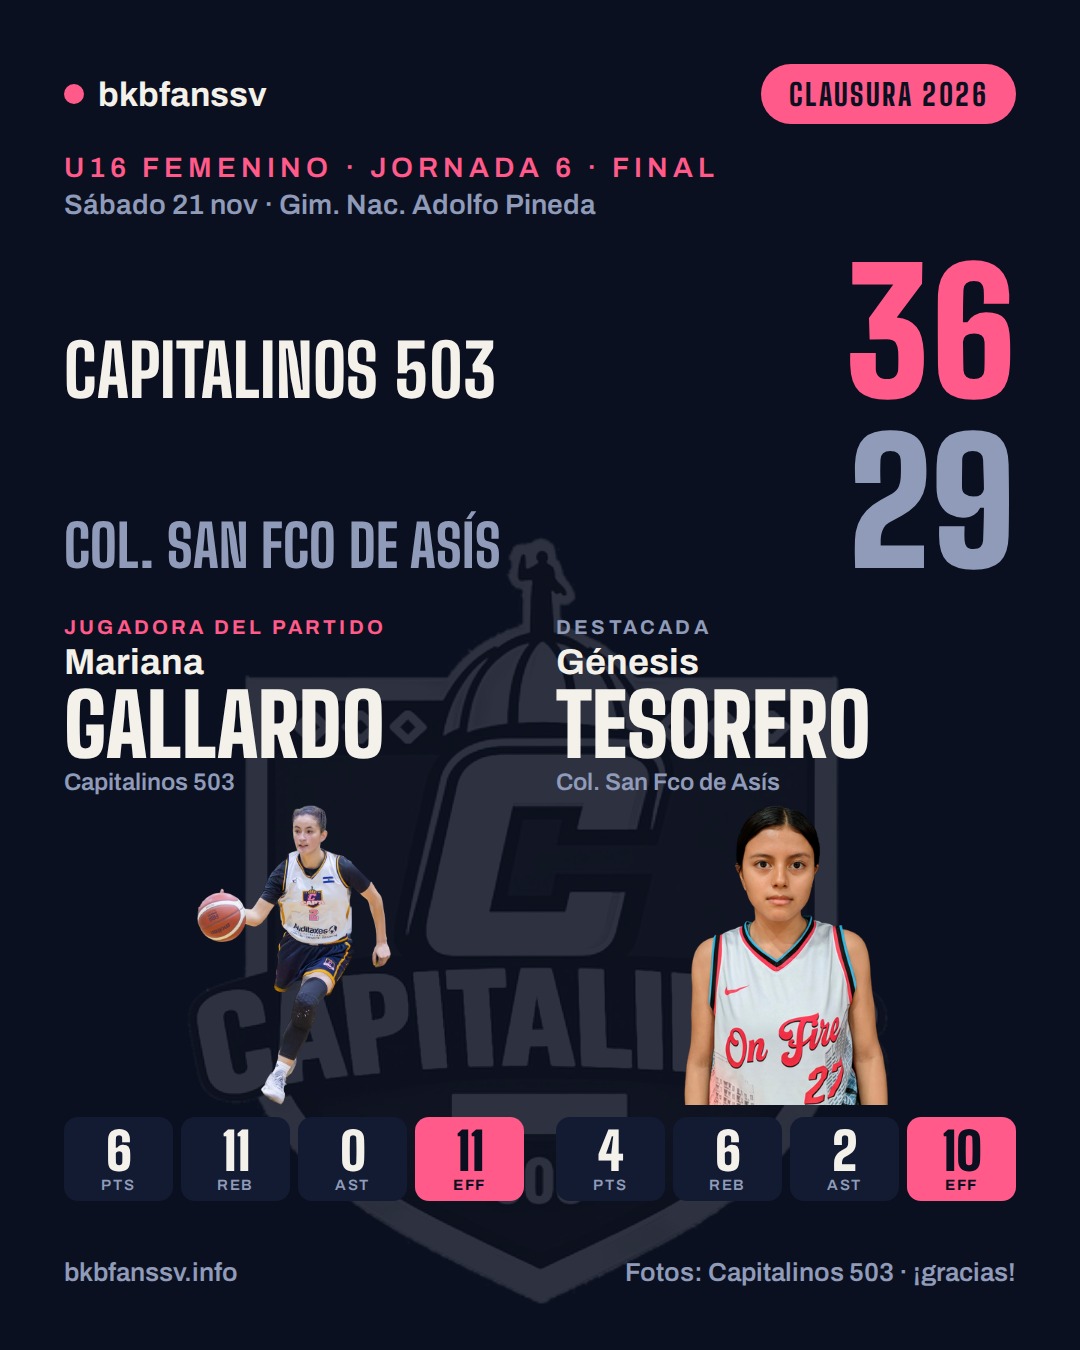 bkbfanssv
CLAUSURA 2026
U16 FEMENINO · JORNADA 6 · FINAL
Sábado 21 nov · Gim. Nac. Adolfo Pineda
CAPITALINOS 503
36
COL. SAN FCO DE ASÍS
29
JUGADORA DEL PARTIDO
Mariana
GALLARDO
Capitalinos 503
DESTACADA
Génesis
TESORERO
Col. San Fco de Asís
C
CAPITALIN
On Fire
27
6
PTS
11
REB
0
AST
11
EFF
4
PTS
6
REB
2
AST
10
EFF
bkbfanssv.info
Fotos: Capitalinos 503 · ¡gracias!